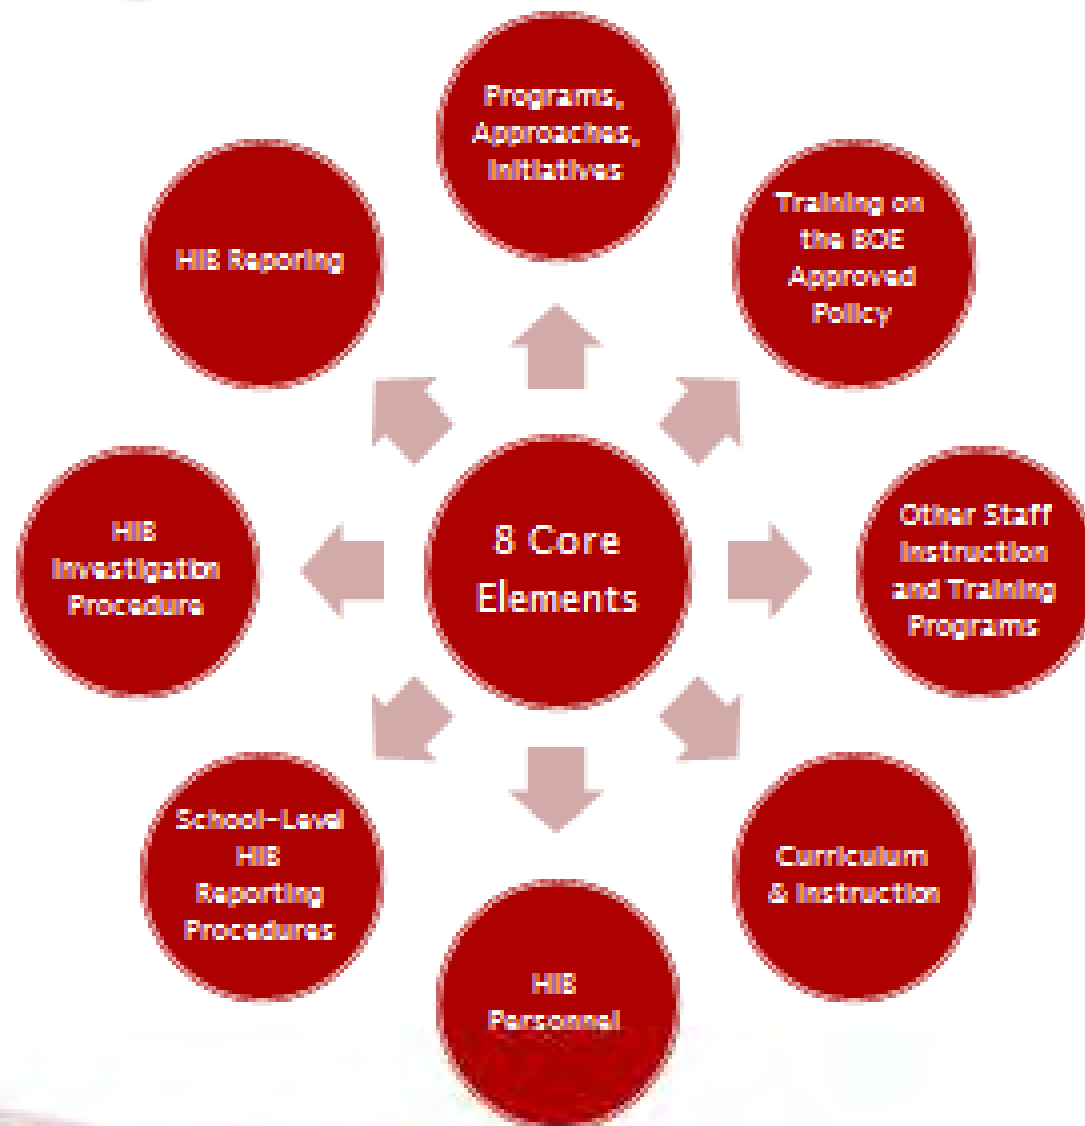 Programs,
Approaches,
Initiatives
Training on
the BOE
Approved
Policy
Other Staff
Instruction
and Training
Programs
Curriculum
& Instruction
HIB
Personnel
School-Level
HIB
Reporting
Procedures
HIB
Investigation
Procedure
HIB Reporing
8 Core
Elements